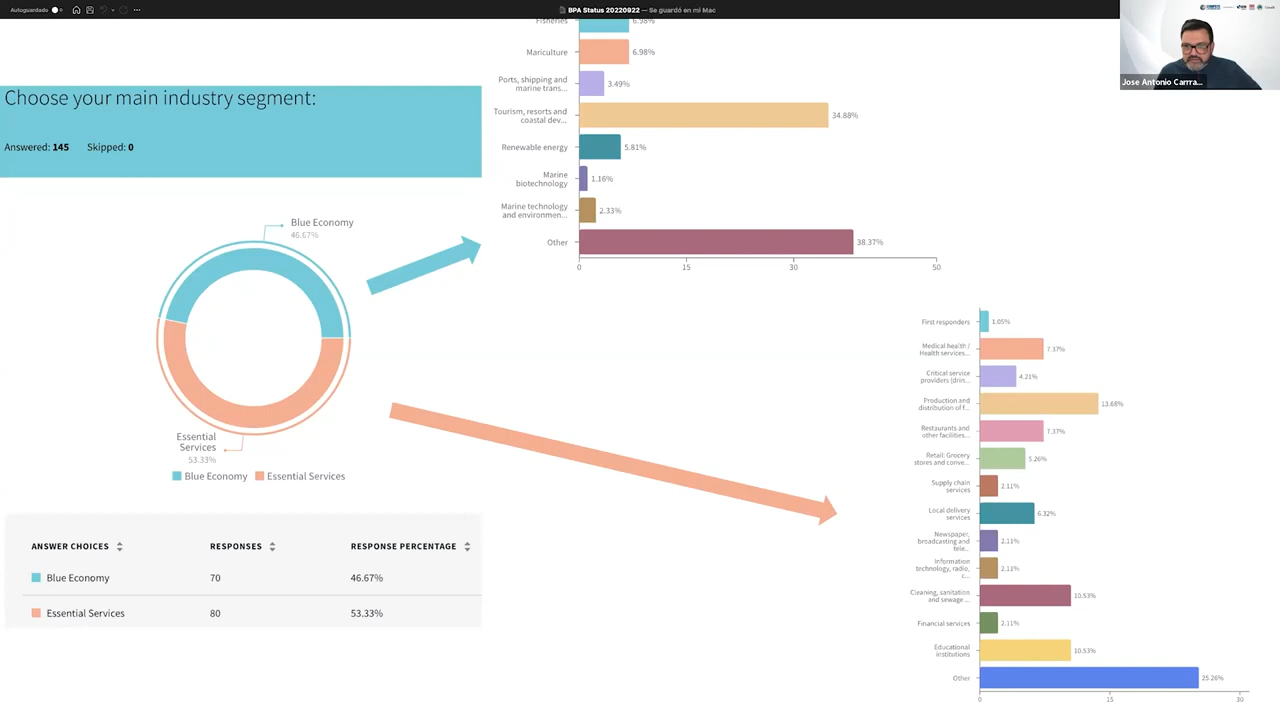 Autoguardado
BPA Status 20220922 — Se guardó en mi Mac
Jose Antonio Carrra...
Choose your main industry segment:
Answered: 145 Skipped: 0
Blue Economy
46.67%
Essential
Services
53.33%
Blue Economy Essential Services
ANSWER CHOICES RESPONSES RESPONSE PERCENTAGE
Blue Economy 70 46.67%
Essential Services 80 53.33%
Fisheries 6.98%
Mariculture 6.98%
Ports, shipping and
marine trans... 3.49%
Tourism, resorts and
coastal dev... 34.88%
Renewable energy 5.81%
Marine
biotechnology 1.16%
Marine technology
and environmen... 2.33%
Other 38.37%
0 15 30 50
First responders 1.05%
Medical health /
Health services... 7.37%
Critical service
providers (drin... 4.21%
Production and
distribution of f... 13.68%
Restaurants and
other facilities... 7.37%
Retail: Grocery
stores and conve... 5.26%
Supply chain
services 2.11%
Local delivery
services 6.32%
Newspaper,
broadcasting and
tele... 2.11%
Information
technology, radio,
c... 2.11%
Cleaning, sanitation
and sewage ... 10.53%
Financial services 2.11%
Educational
institutions 10.53%
Other 25.26%
0 15 30